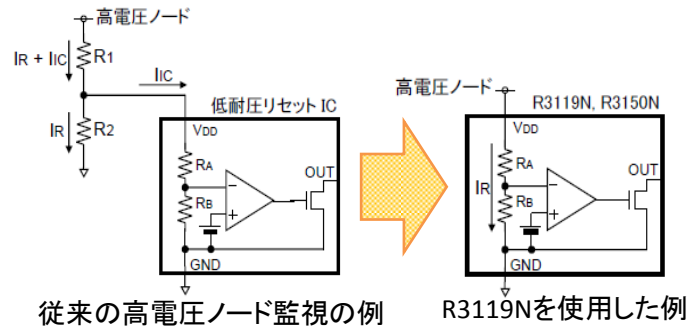 高電圧ノード
IR + IIC
R1
IIC
IR
R2
低耐圧リセット IC
VDD
RA
RB
－
+
OUT
GND
従来の高電圧ノード監視の例
高電圧ノード
R3119N, R3150N
VDD
IR
RA
RB
－
+
OUT
GND
R3119Nを使用した例